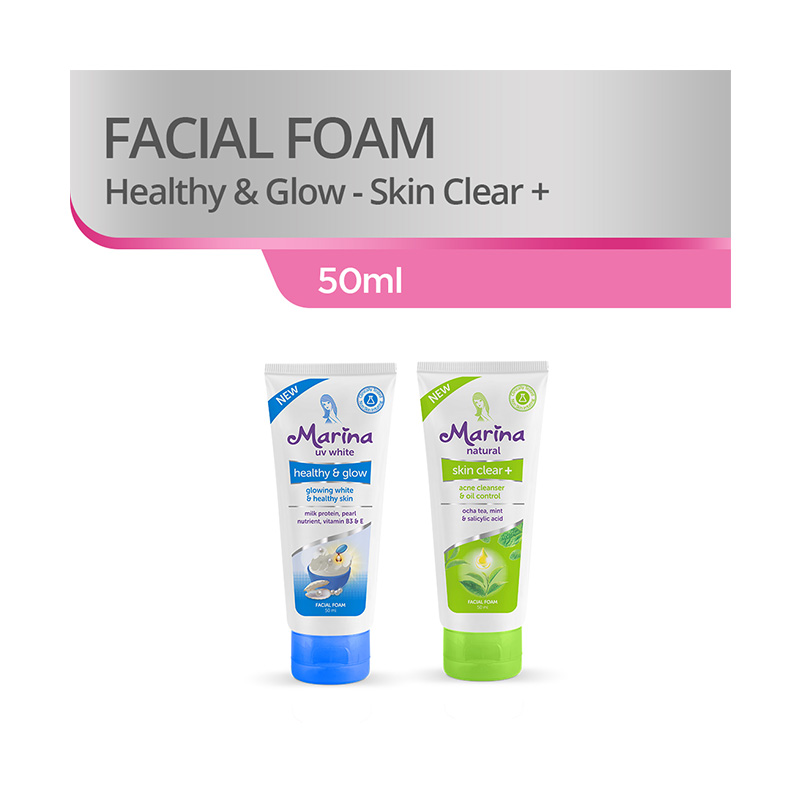 FACIAL FOAM
Healthy & Glow - Skin Clear +
50ml
NEW
Marina
uv white
healthy & glow
glowing white
& healthy skin
milk protein, pearl
nutrient, vitamin B3 & E
FACIAL FOAM
50 ml
NEW
Marina
natural
skin clear+
acne cleanser
& oil control
ocha tea, mint
& salicylic acid
FACIAL FOAM
50 ml